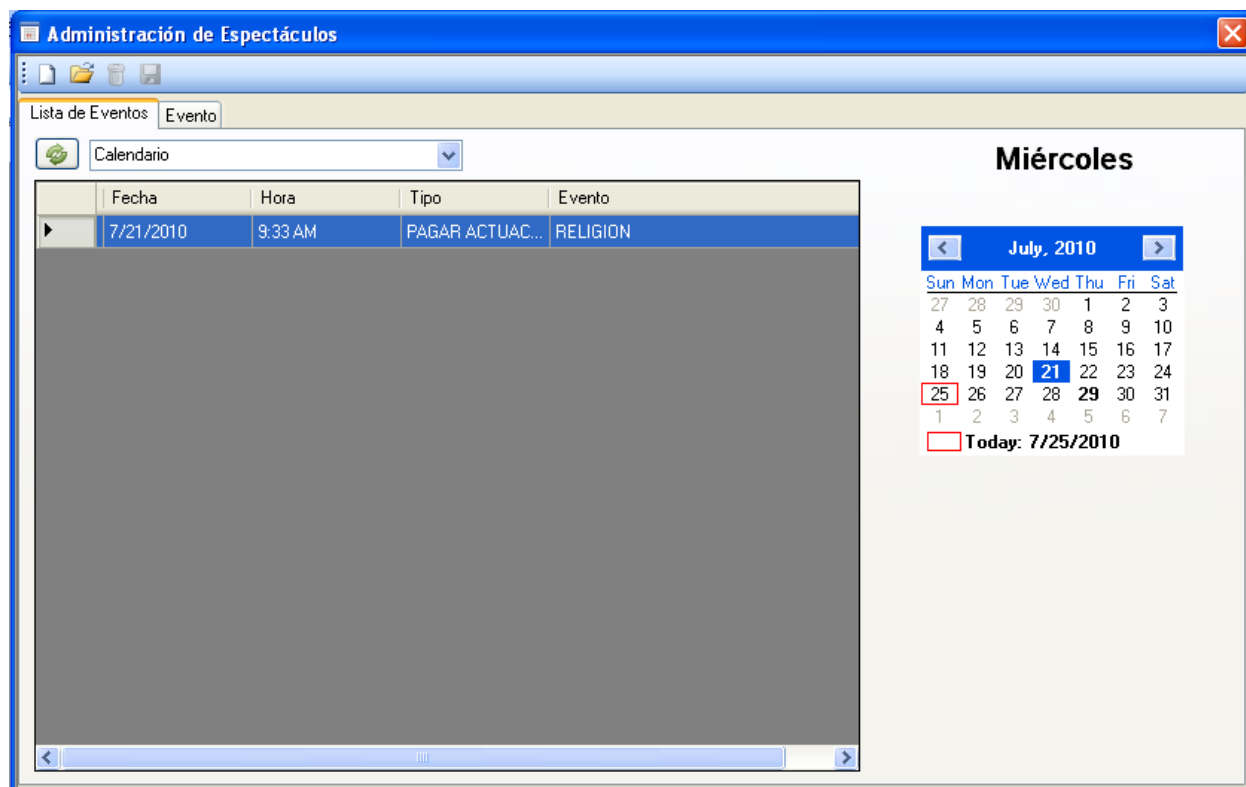 Administración de Espectáculos
Lista de Eventos Evento
Calendario
Miércoles
Fecha Hora Tipo Evento
7/21/2010 9:33 AM PAGAR ACTUAC... RELIGION
July, 2010
Sun Mon Tue Wed Thu Fri Sat
27 28 29 30 1 2 3
4 5 6 7 8 9 10
11 12 13 14 15 16 17
18 19 20 21 22 23 24
25 26 27 28 29 30 31
1 2 3 4 5 6 7
Today: 7/25/2010